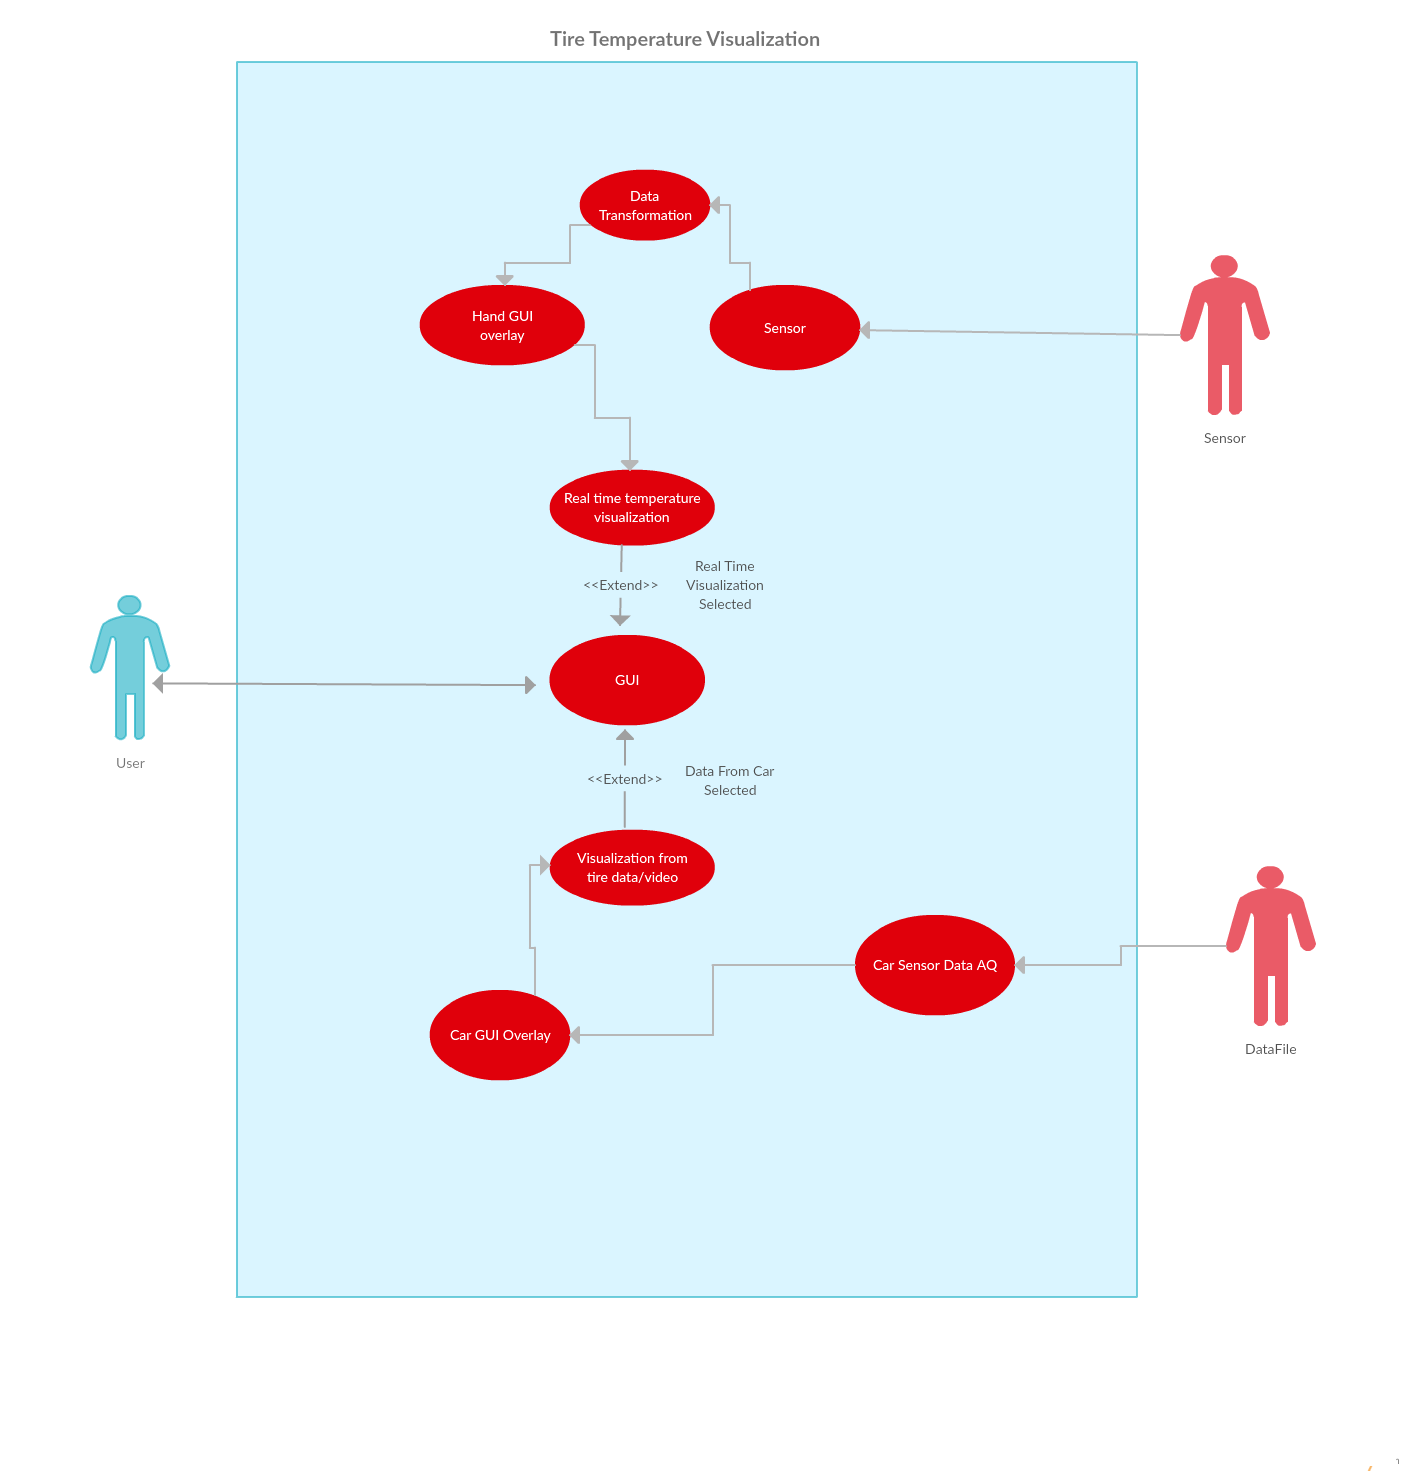 Tire Temperature Visualization
Data
Transformation
Hand GUI
overlay
Sensor
Sensor
Real time temperature
visualization
<<Extend>>
Real Time
Visualization
Selected
GUI
User
<<Extend>>
Data From Car
Selected
Visualization from
tire data/video
Car Sensor Data AQ
Car GUI Overlay
DataFile